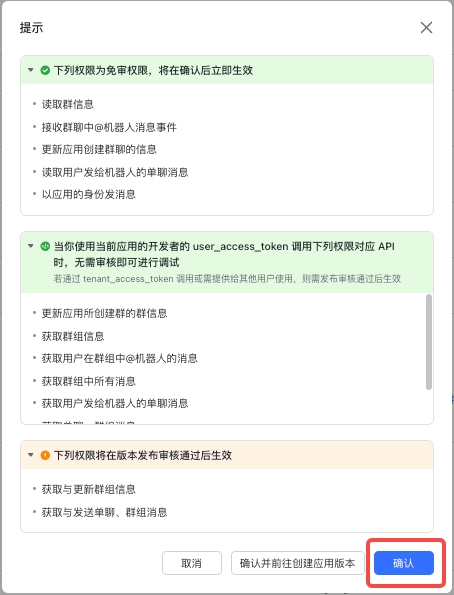 提示
下列权限为免审权限，将在确认后立即生效
读取群信息
接收群聊中@机器人消息事件
更新应用创建群聊的信息
读取用户发给机器人的单聊消息
以应用的身份发消息
当你使用当前应用的开发者的 user_access_token 调用下列权限对应 API
时，无需审核即可进行调试
若通过 tenant_access_token 调用或需提供给其他用户使用，则需发布审核通过后生效
更新应用所创建群的群信息
获取群组信息
获取用户在群组中@机器人的消息
获取群组中所有消息
获取用户发给机器人的单聊消息
下列权限将在版本发布审核通过后生效
获取与更新群组信息
获取与发送单聊、群组消息
取消
确认并前往创建应用版本
确认